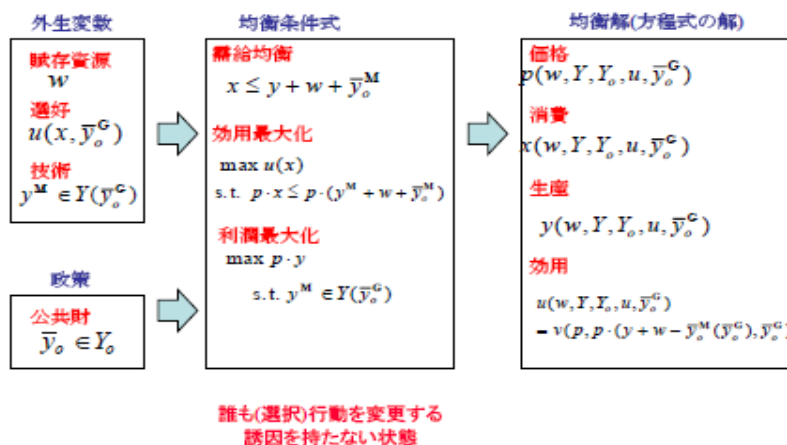 外生変数
賦存資源
w
選好
u(x, ȳ_o^G)
技術
y^M ∈ Y(ȳ_o^G)
政策
公共財
ȳ_o ∈ Y_o
均衡条件式
需給均衡
x ≤ y + w + ȳ_o^M
効用最大化
max u(x)
s.t. p · x ≤ p · (y^M + w + ȳ_o^M)
利潤最大化
max p · y
s.t. y^M ∈ Y(ȳ_o^G)
均衡解(方程式の解)
価格
p(w, Y, Y_o, u, ȳ_o^G)
消費
x(w, Y, Y_o, u, ȳ_o^G)
生産
y(w, Y, Y_o, u, ȳ_o^G)
効用
u(w, Y, Y_o, u, ȳ_o^G)
= v(p, p · (y + w − ȳ_o^M(ȳ_o^G), ȳ_o^G)
誰も(選択)行動を変更する
誘因を持たない状態